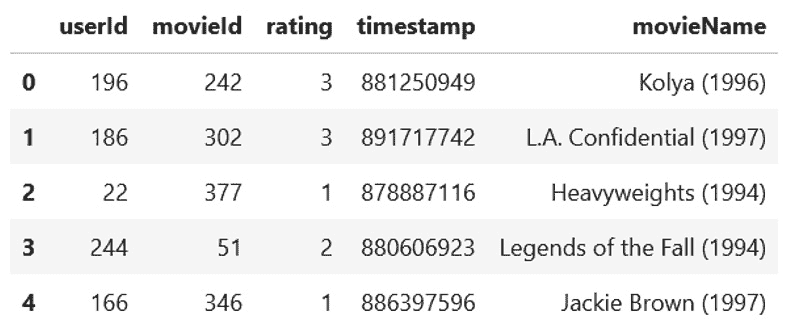 userId movieId rating timestamp movieName
0 196 242 3 881250949 Kolya (1996)
1 186 302 3 891717742 L.A. Confidential (1997)
2 22 377 1 878887116 Heavyweights (1994)
3 244 51 2 880606923 Legends of the Fall (1994)
4 166 346 1 886397596 Jackie Brown (1997)